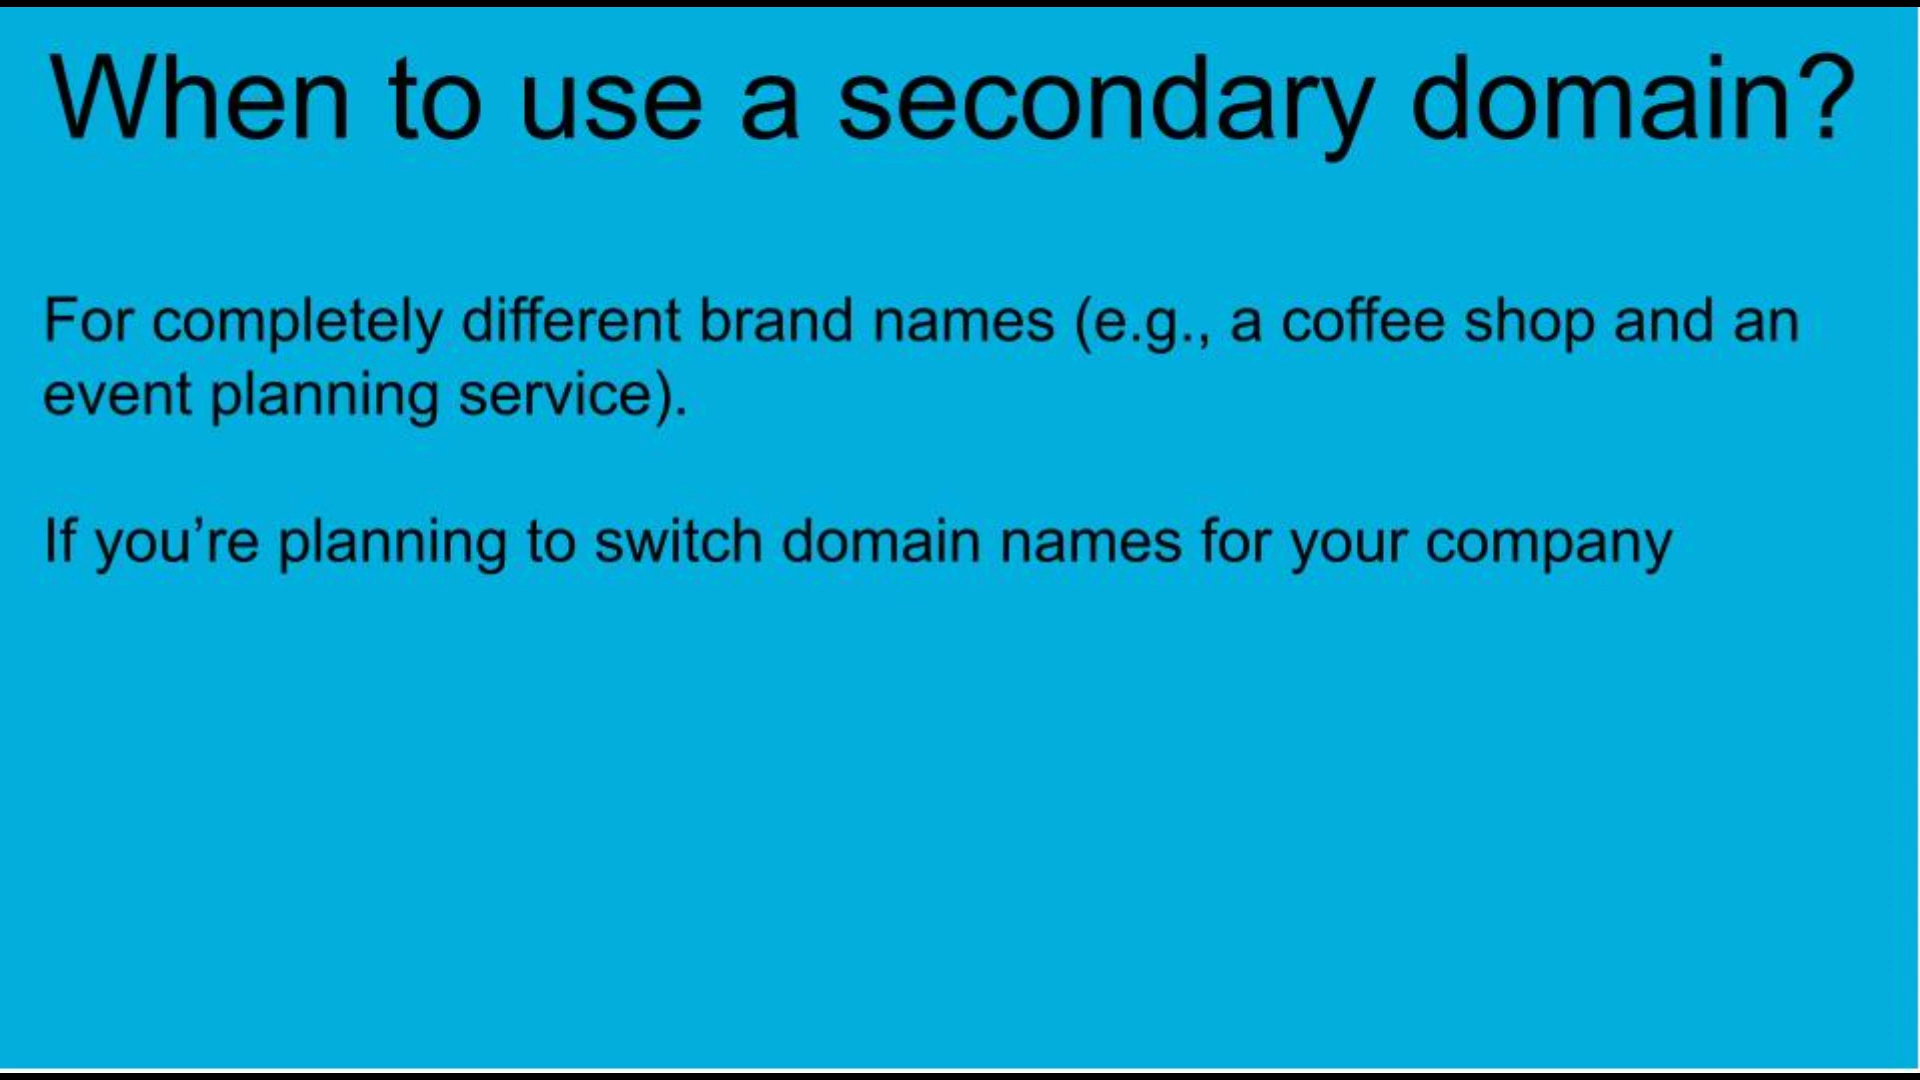 When to use a secondary domain?
For completely different brand names (e.g., a coffee shop and an
event planning service).
If you’re planning to switch domain names for your company